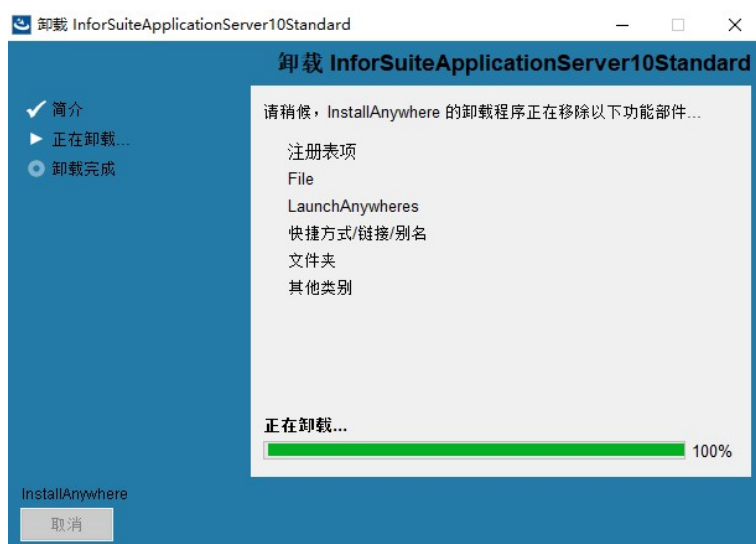 卸载 InforSuiteApplicationServer10Standard
卸载 InforSuiteApplicationServer10Standard
简介
正在卸载...
卸载完成
请稍候，InstallAnywhere 的卸载程序正在移除以下功能部件...
注册表项
File
LaunchAnywheres
快捷方式/链接/别名
文件夹
其他类别
正在卸载...
100%
InstallAnywhere
取消